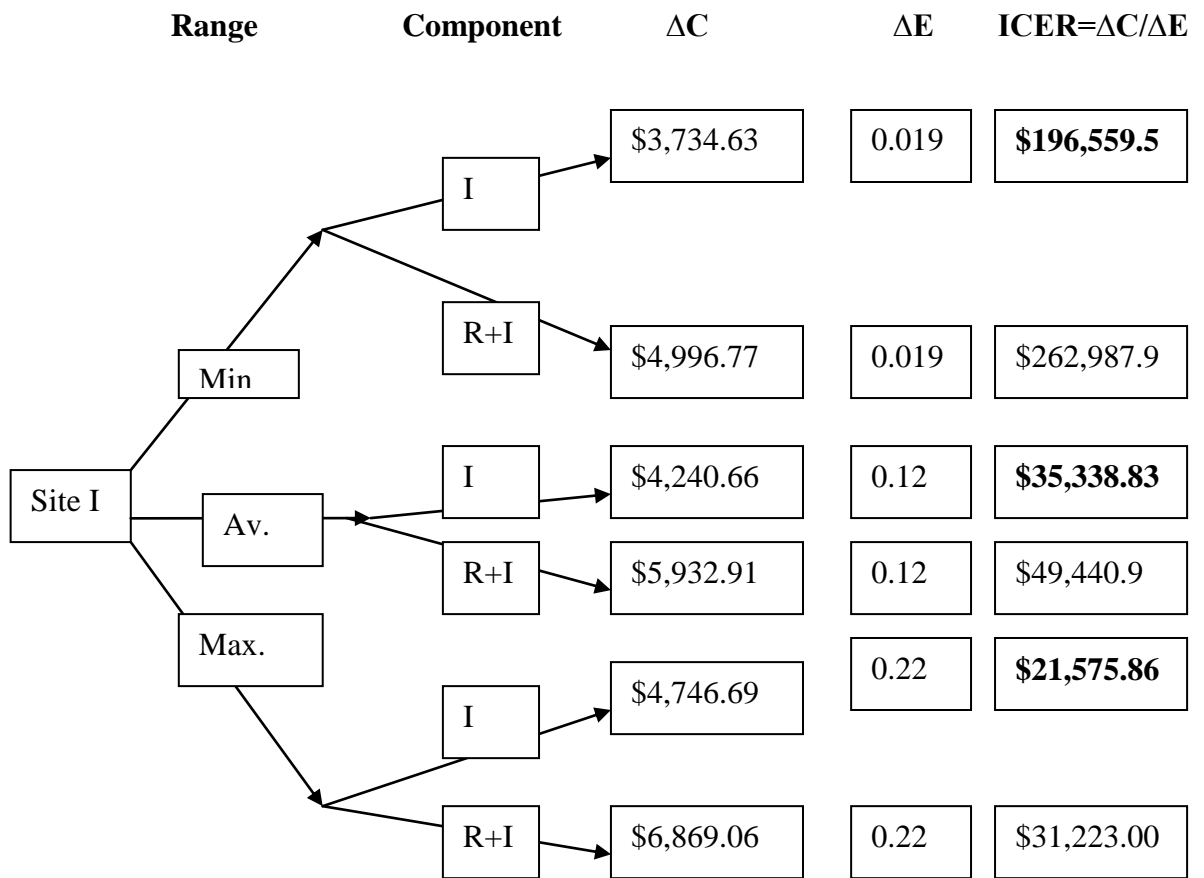 Range Component ΔC ΔE ICER=ΔC/ΔE
$3,734.63 0.019 $196,559.5
I
R+I
$4,996.77 0.019 $262,987.9
Min
I $4,240.66 0.12 $35,338.83
Site I
Av.
R+I $5,932.91 0.12 $49,440.9
Max.
I $4,746.69 0.22 $21,575.86
R+I $6,869.06 0.22 $31,223.00